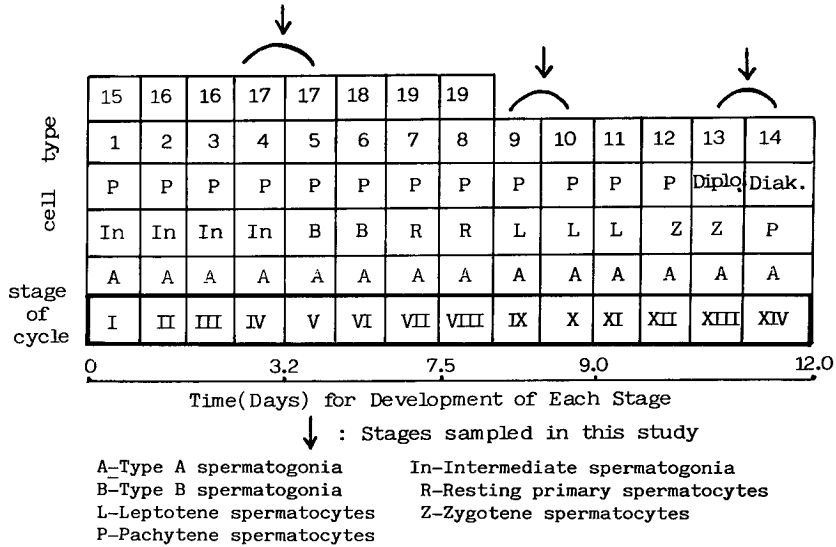 15 16 16 17 17 18 19 19
cell type
1 2 3 4 5 6 7 8 9 10 11 12 13 14
P P P P P P P P P P P P Diplo. Diak.
In In In In B B R R L L L Z Z P
A A A A A A A A A A A A A A
stage of cycle
I II III IV V VI VII VIII IX X XI XII XIII XIV
0 3.2 7.5 9.0 12.0
Time(Days) for Development of Each Stage
↓ : Stages sampled in this study
A-Type A spermatogonia In-Intermediate spermatogonia
B-Type B spermatogonia R-Resting primary spermatocytes
L-Leptotene spermatocytes Z-Zygotene spermatocytes
P-Pachytene spermatocytes